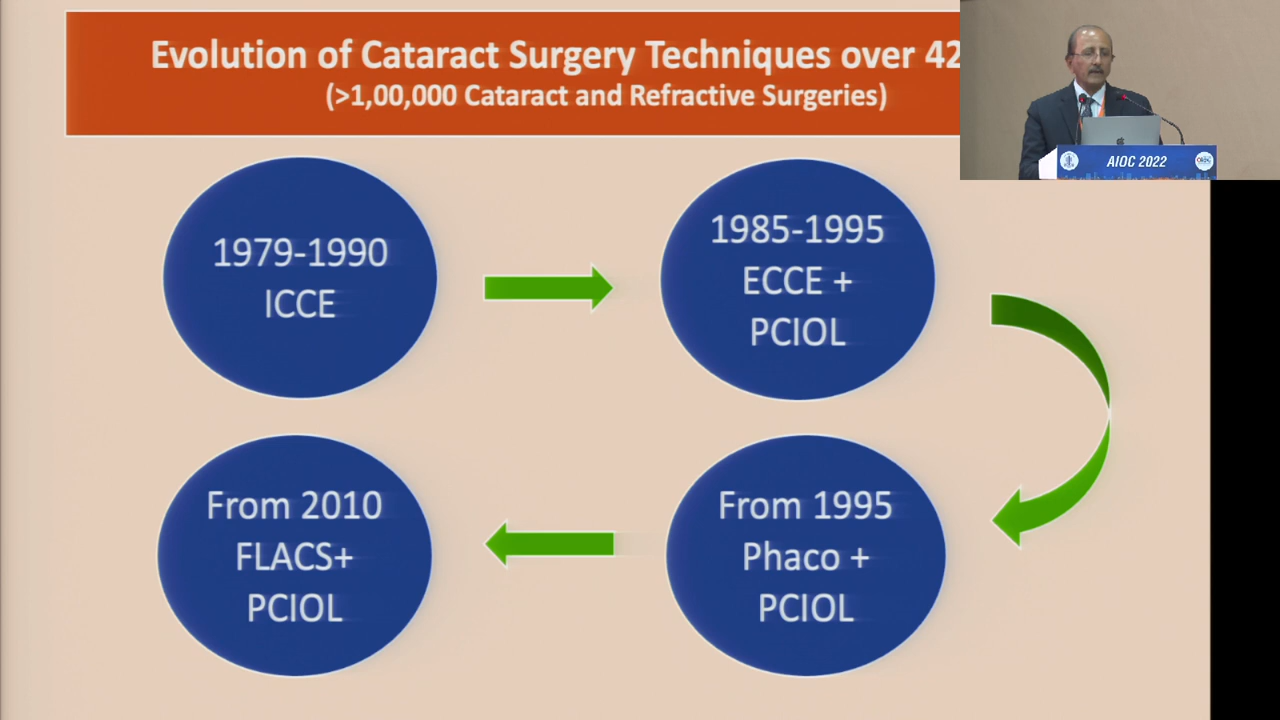 Evolution of Cataract Surgery Techniques over 42
(>1,00,000 Cataract and Refractive Surgeries)
1979-1990
ICCE
1985-1995
ECCE +
PCIOL
From 1995
Phaco +
PCIOL
From 2010
FLACS+
PCIOL
AIOC 2022